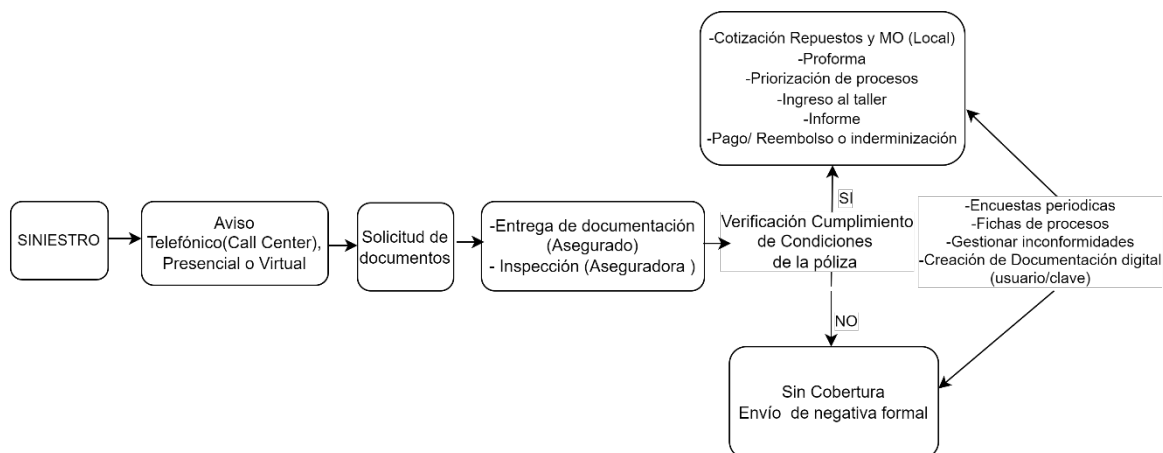 -Cotización Repuestos y MO (Local)
-Proforma
-Priorización de procesos
-Ingreso al taller
-Informe
-Pago/ Reembolso o inderminización
SINIESTRO
Aviso
Telefónico(Call Center),
Presencial o Virtual
Solicitud de
documentos
-Entrega de documentación
(Asegurado)
- Inspección (Aseguradora )
SI
Verificación Cumplimiento
de Condiciones
de la póliza
NO
-Encuestas periodicas
-Fichas de procesos
-Gestionar inconformidades
-Creación de Documentación digital
(usuario/clave)
Sin Cobertura
Envío de negativa formal